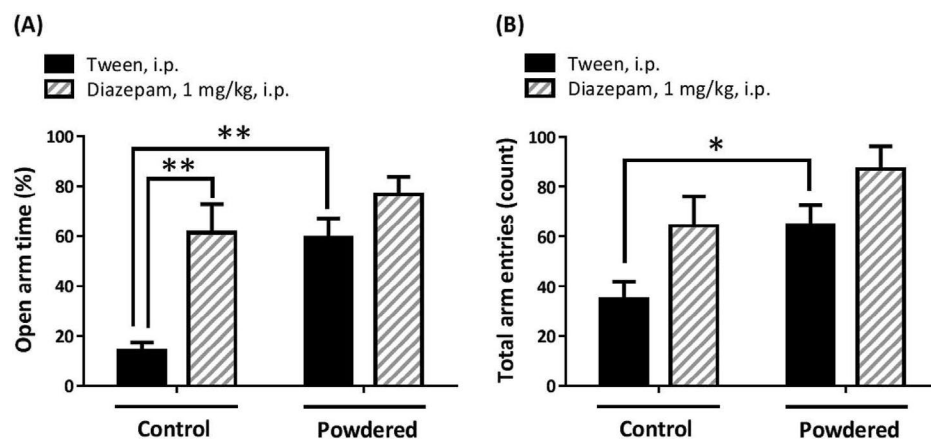 (A)
Tween, i.p.
Diazepam, 1 mg/kg, i.p.
Open arm time (%)
100
80
60
40
20
0
**
**
Control
Powdered
(B)
Tween, i.p.
Diazepam, 1 mg/kg, i.p.
Total arm entries (count)
100
80
60
40
20
0
*
Control
Powdered